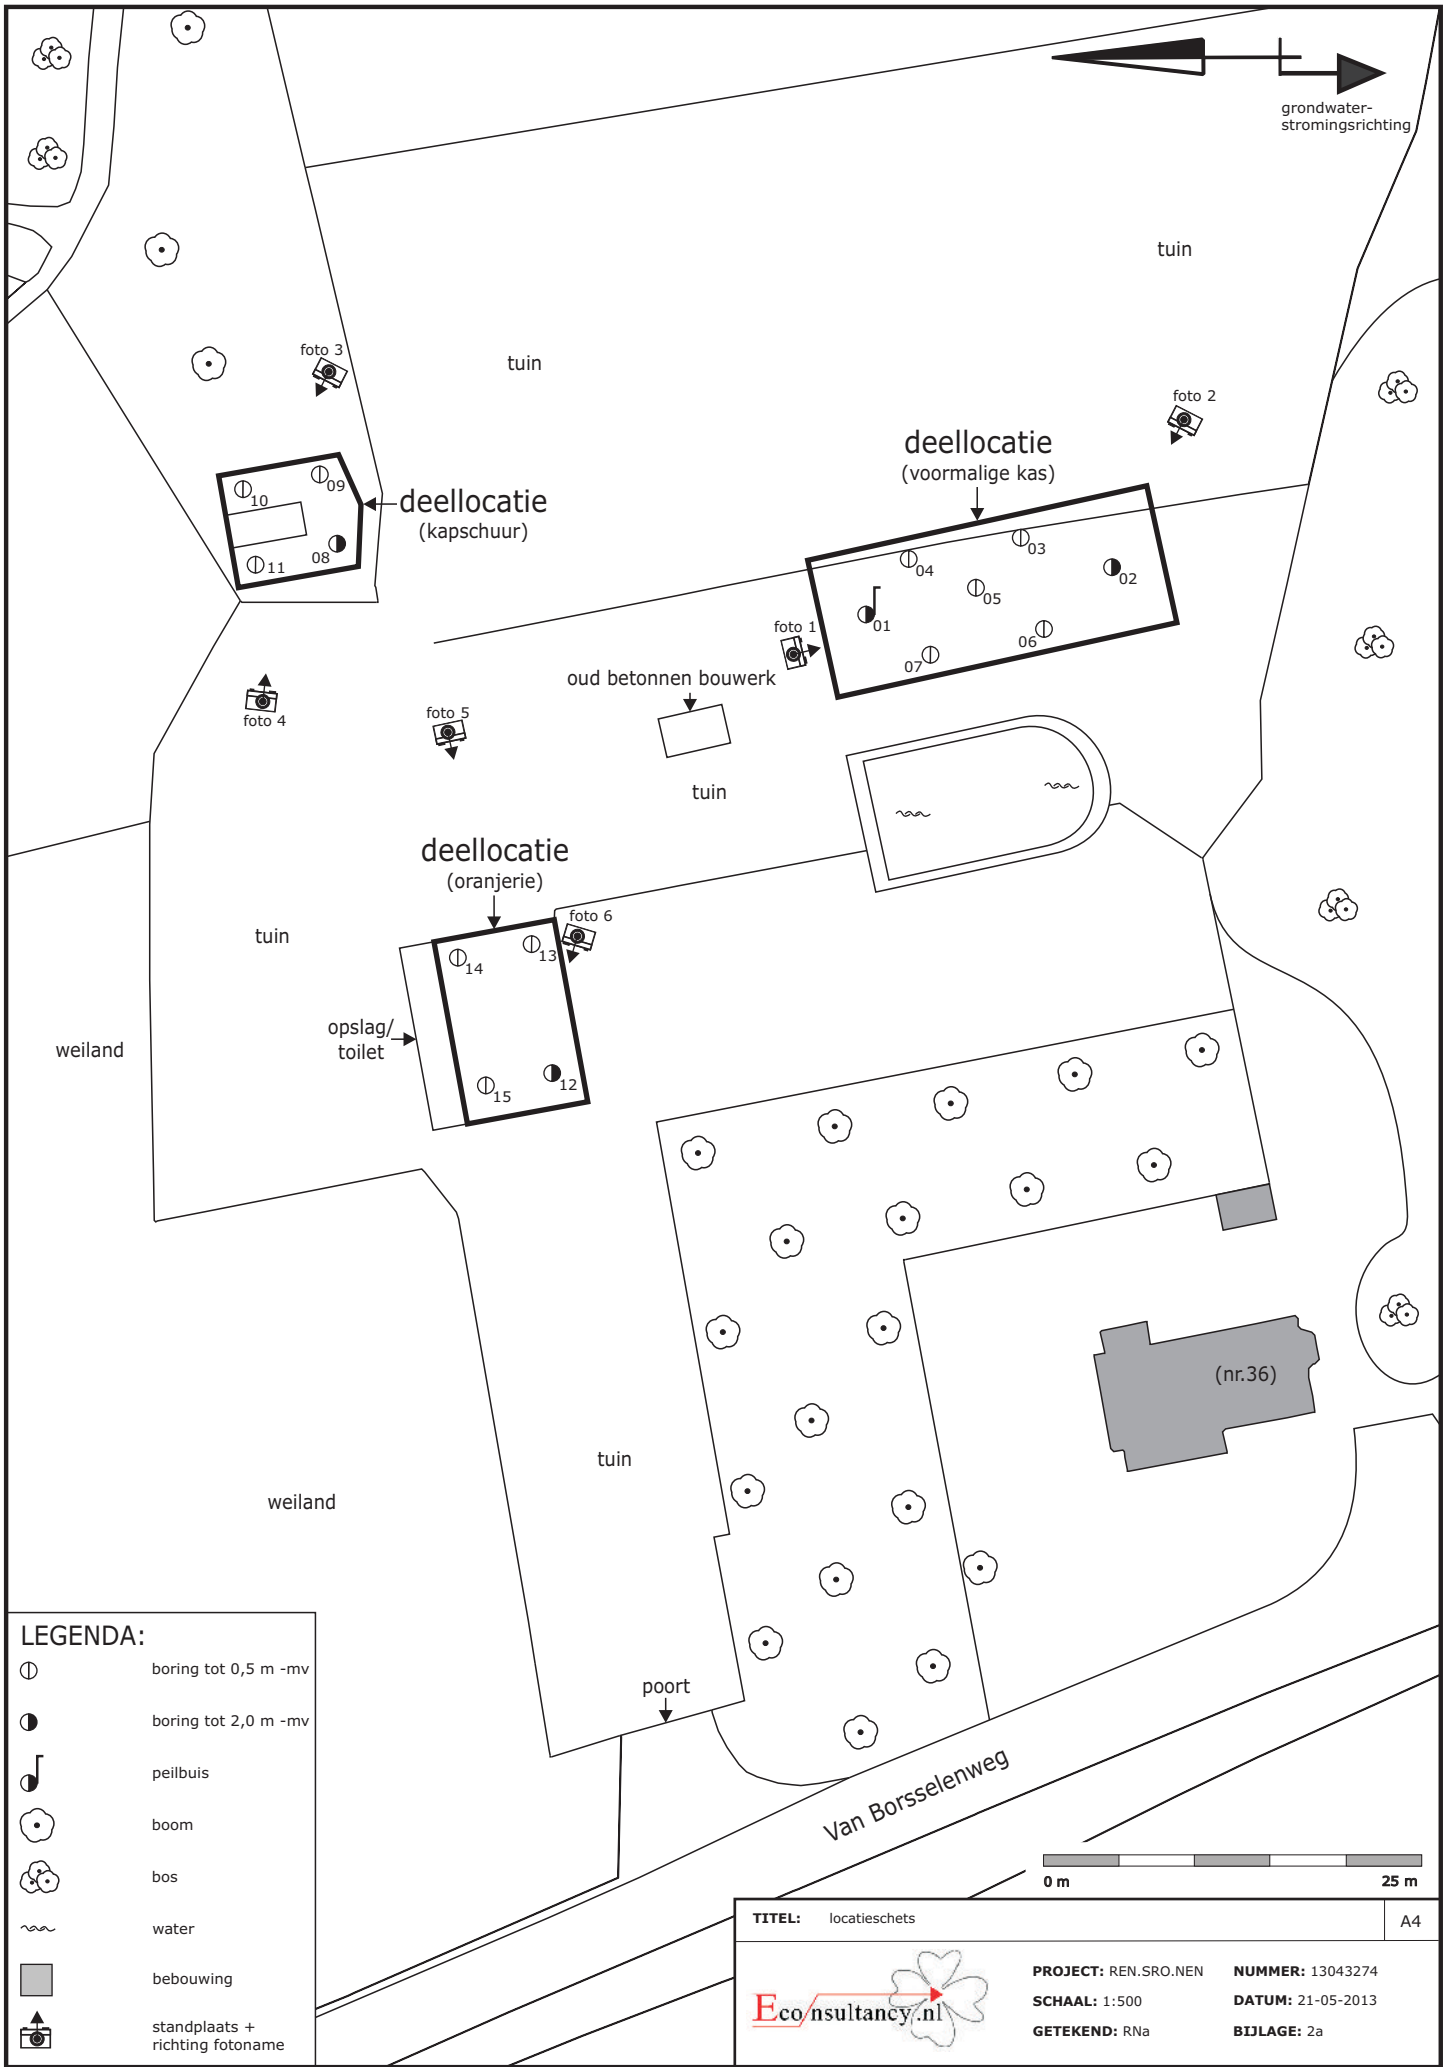 grondwater-
stromingsrichting
tuin
foto 3
tuin
foto 2
deellocatie
(voormalige kas)
09
10
deellocatie
(kapschuur)
08
11
03
04
02
05
01
foto 1
06
07
oud betonnen bouwerk
foto 4
foto 5
tuin
deellocatie
(oranjerie)
foto 6
tuin
13
14
opslag/
toilet
weiland
12
15
(nr.36)
tuin
weiland
poort
Van Borsselenweg
LEGENDA:
boring tot 0,5 m -mv
boring tot 2,0 m -mv
peilbuis
boom
bos
water
bebouwing
standplaats +
richting fotoname
0 m 25 m
TITEL: locatieschets A4
Econsultancy.nl
PROJECT: REN.SRO.NEN NUMMER: 13043274
SCHAAL: 1:500 DATUM: 21-05-2013
GETEKEND: RNa BIJLAGE: 2a